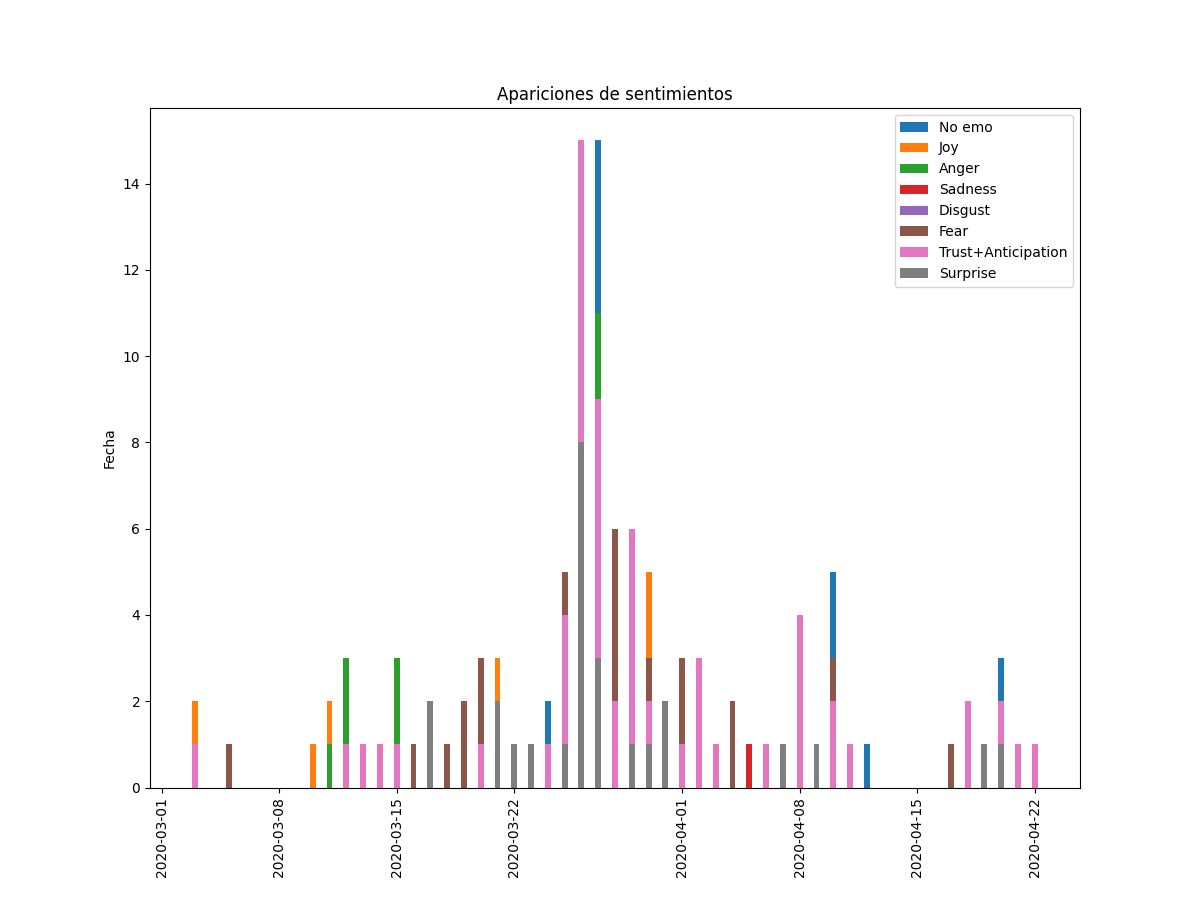 Apariciones de sentimientos
No emo
Joy
Anger
Sadness
Disgust
Fear
Trust+Anticipation
Surprise
Fecha
14
12
10
8
6
4
2
0
2020-03-01
2020-03-08
2020-03-15
2020-03-22
2020-04-01
2020-04-08
2020-04-15
2020-04-22